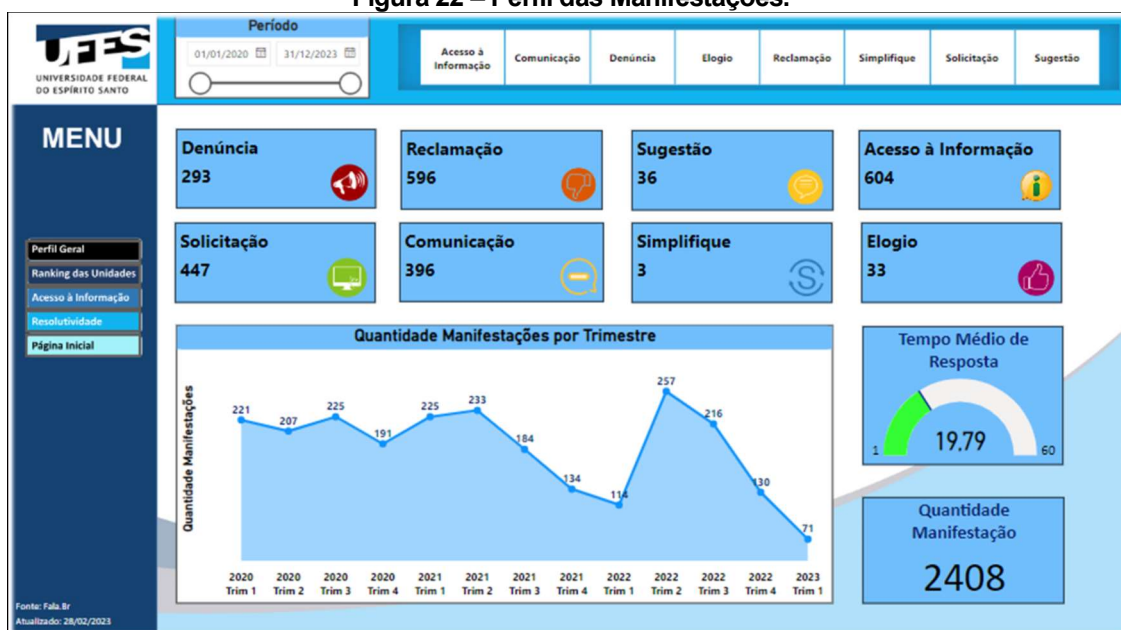 Figura 22 – Perfil das Manifestações.
UFES
UNIVERSIDADE FEDERAL
DO ESPÍRITO SANTO
Período
01/01/2020 31/12/2023
Acesso à
Informação
Comunicação
Denúncia
Elogio
Reclamação
Simplifique
Solicitação
Sugestão
MENU
Perfil Geral
Ranking das Unidades
Acesso à Informação
Resolutividade
Página Inicial
Denúncia
293
Reclamação
596
Sugestão
36
Acesso à Informação
604
Solicitação
447
Comunicação
396
Simplifique
3
Elogio
33
Quantidade Manifestações por Trimestre
Quantidade Manifestações
221
207
225
191
225
233
184
134
114
257
216
130
71
2020
Trim 1
2020
Trim 2
2020
Trim 3
2020
Trim 4
2021
Trim 1
2021
Trim 2
2021
Trim 3
2021
Trim 4
2022
Trim 1
2022
Trim 2
2022
Trim 3
2022
Trim 4
2023
Trim 1
Tempo Médio de
Resposta
19,79
1
60
Quantidade
Manifestação
2408
Fonte: Fala.Br
Atualizado: 28/02/2023